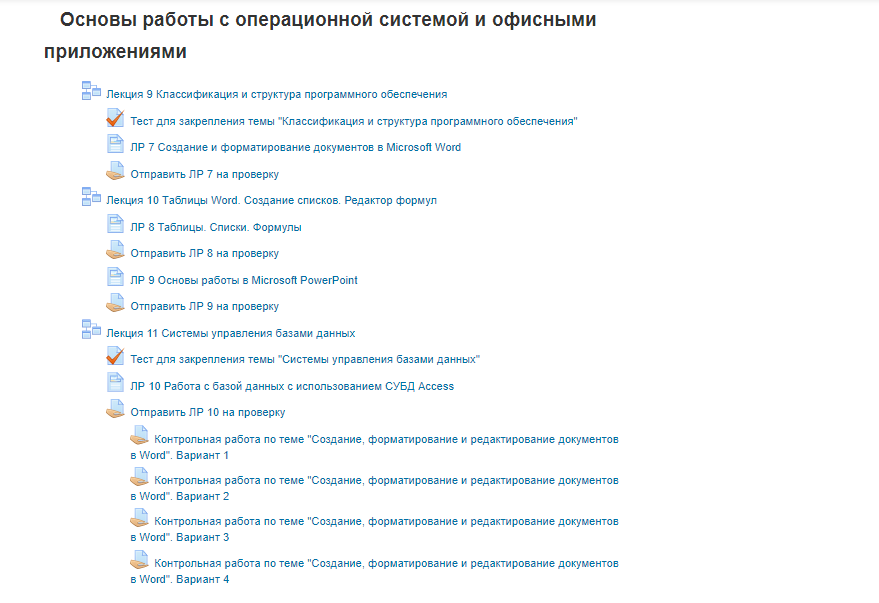 Основы работы с операционной системой и офисными
приложениями
Лекция 9 Классификация и структура программного обеспечения
Тест для закрепления темы "Классификация и структура программного обеспечения"
ЛР 7 Создание и форматирование документов в Microsoft Word
Отправить ЛР 7 на проверку
Лекция 10 Таблицы Word. Создание списков. Редактор формул
ЛР 8 Таблицы. Списки. Формулы
Отправить ЛР 8 на проверку
ЛР 9 Основы работы в Microsoft PowerPoint
Отправить ЛР 9 на проверку
Лекция 11 Системы управления базами данных
Тест для закрепления темы "Системы управления базами данных"
ЛР 10 Работа с базой данных с использованием СУБД Access
Отправить ЛР 10 на проверку
Контрольная работа по теме "Создание, форматирование и редактирование документов
в Word". Вариант 1
Контрольная работа по теме "Создание, форматирование и редактирование документов
в Word". Вариант 2
Контрольная работа по теме "Создание, форматирование и редактирование документов
в Word". Вариант 3
Контрольная работа по теме "Создание, форматирование и редактирование документов
в Word". Вариант 4